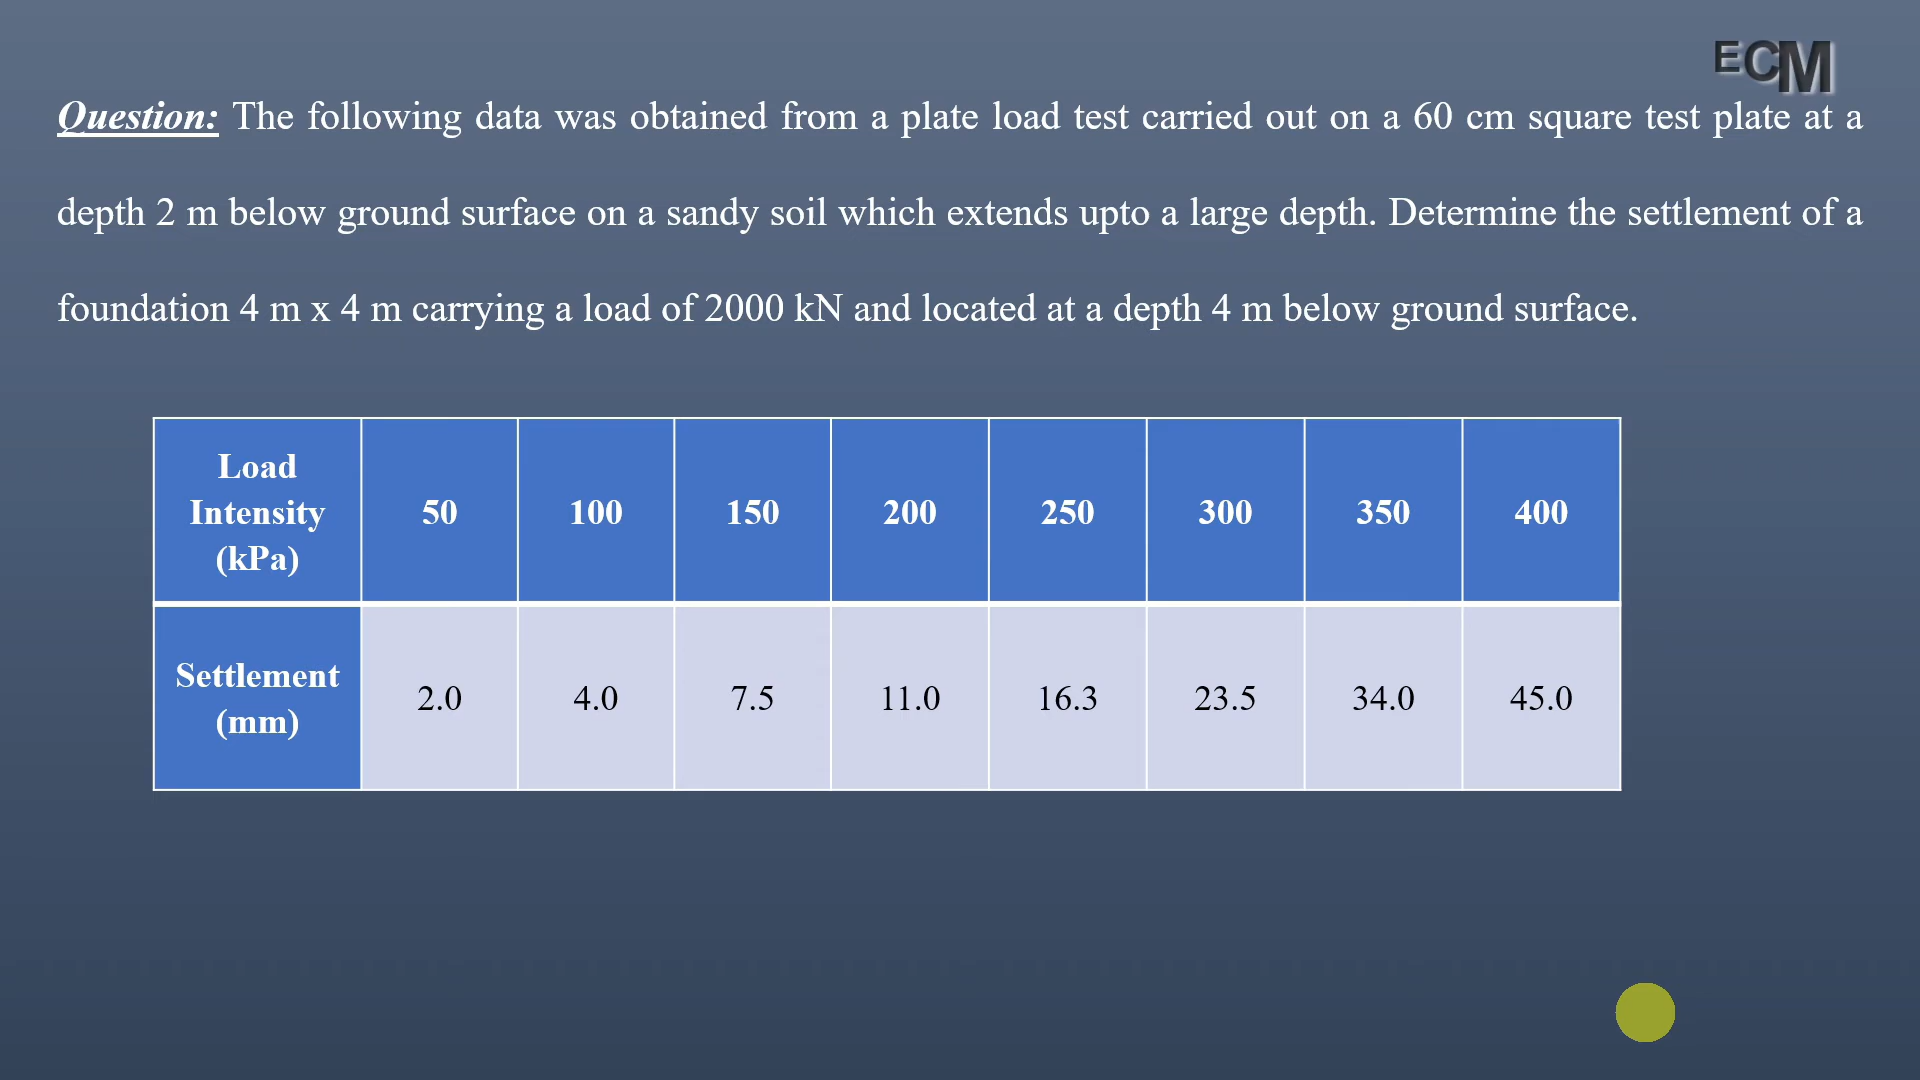 ECM
Question: The following data was obtained from a plate load test carried out on a 60 cm square test plate at a
depth 2 m below ground surface on a sandy soil which extends upto a large depth. Determine the settlement of a
foundation 4 m x 4 m carrying a load of 2000 kN and located at a depth 4 m below ground surface.
Load
Intensity
(kPa)
50 100 150 200 250 300 350 400
Settlement
(mm)
2.0 4.0 7.5 11.0 16.3 23.5 34.0 45.0